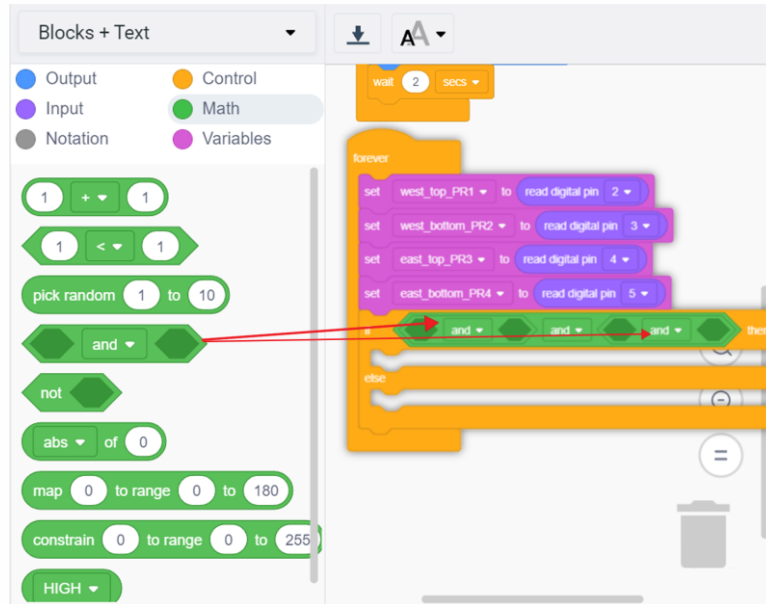 Blocks + Text
Output
Control
Input
Math
Notation
Variables
1 + 1
1 < 1
pick random 1 to 10
and
not
abs of 0
map 0 to range 0 to 180
constrain 0 to range 0 to 255
HIGH
AA
wait 2 secs
forever
set west_top_PR1 to read digital pin 2
set west_bottom_PR2 to read digital pin 3
set east_top_PR3 to read digital pin 4
set east_bottom_PR4 to read digital pin 5
if and and and
else